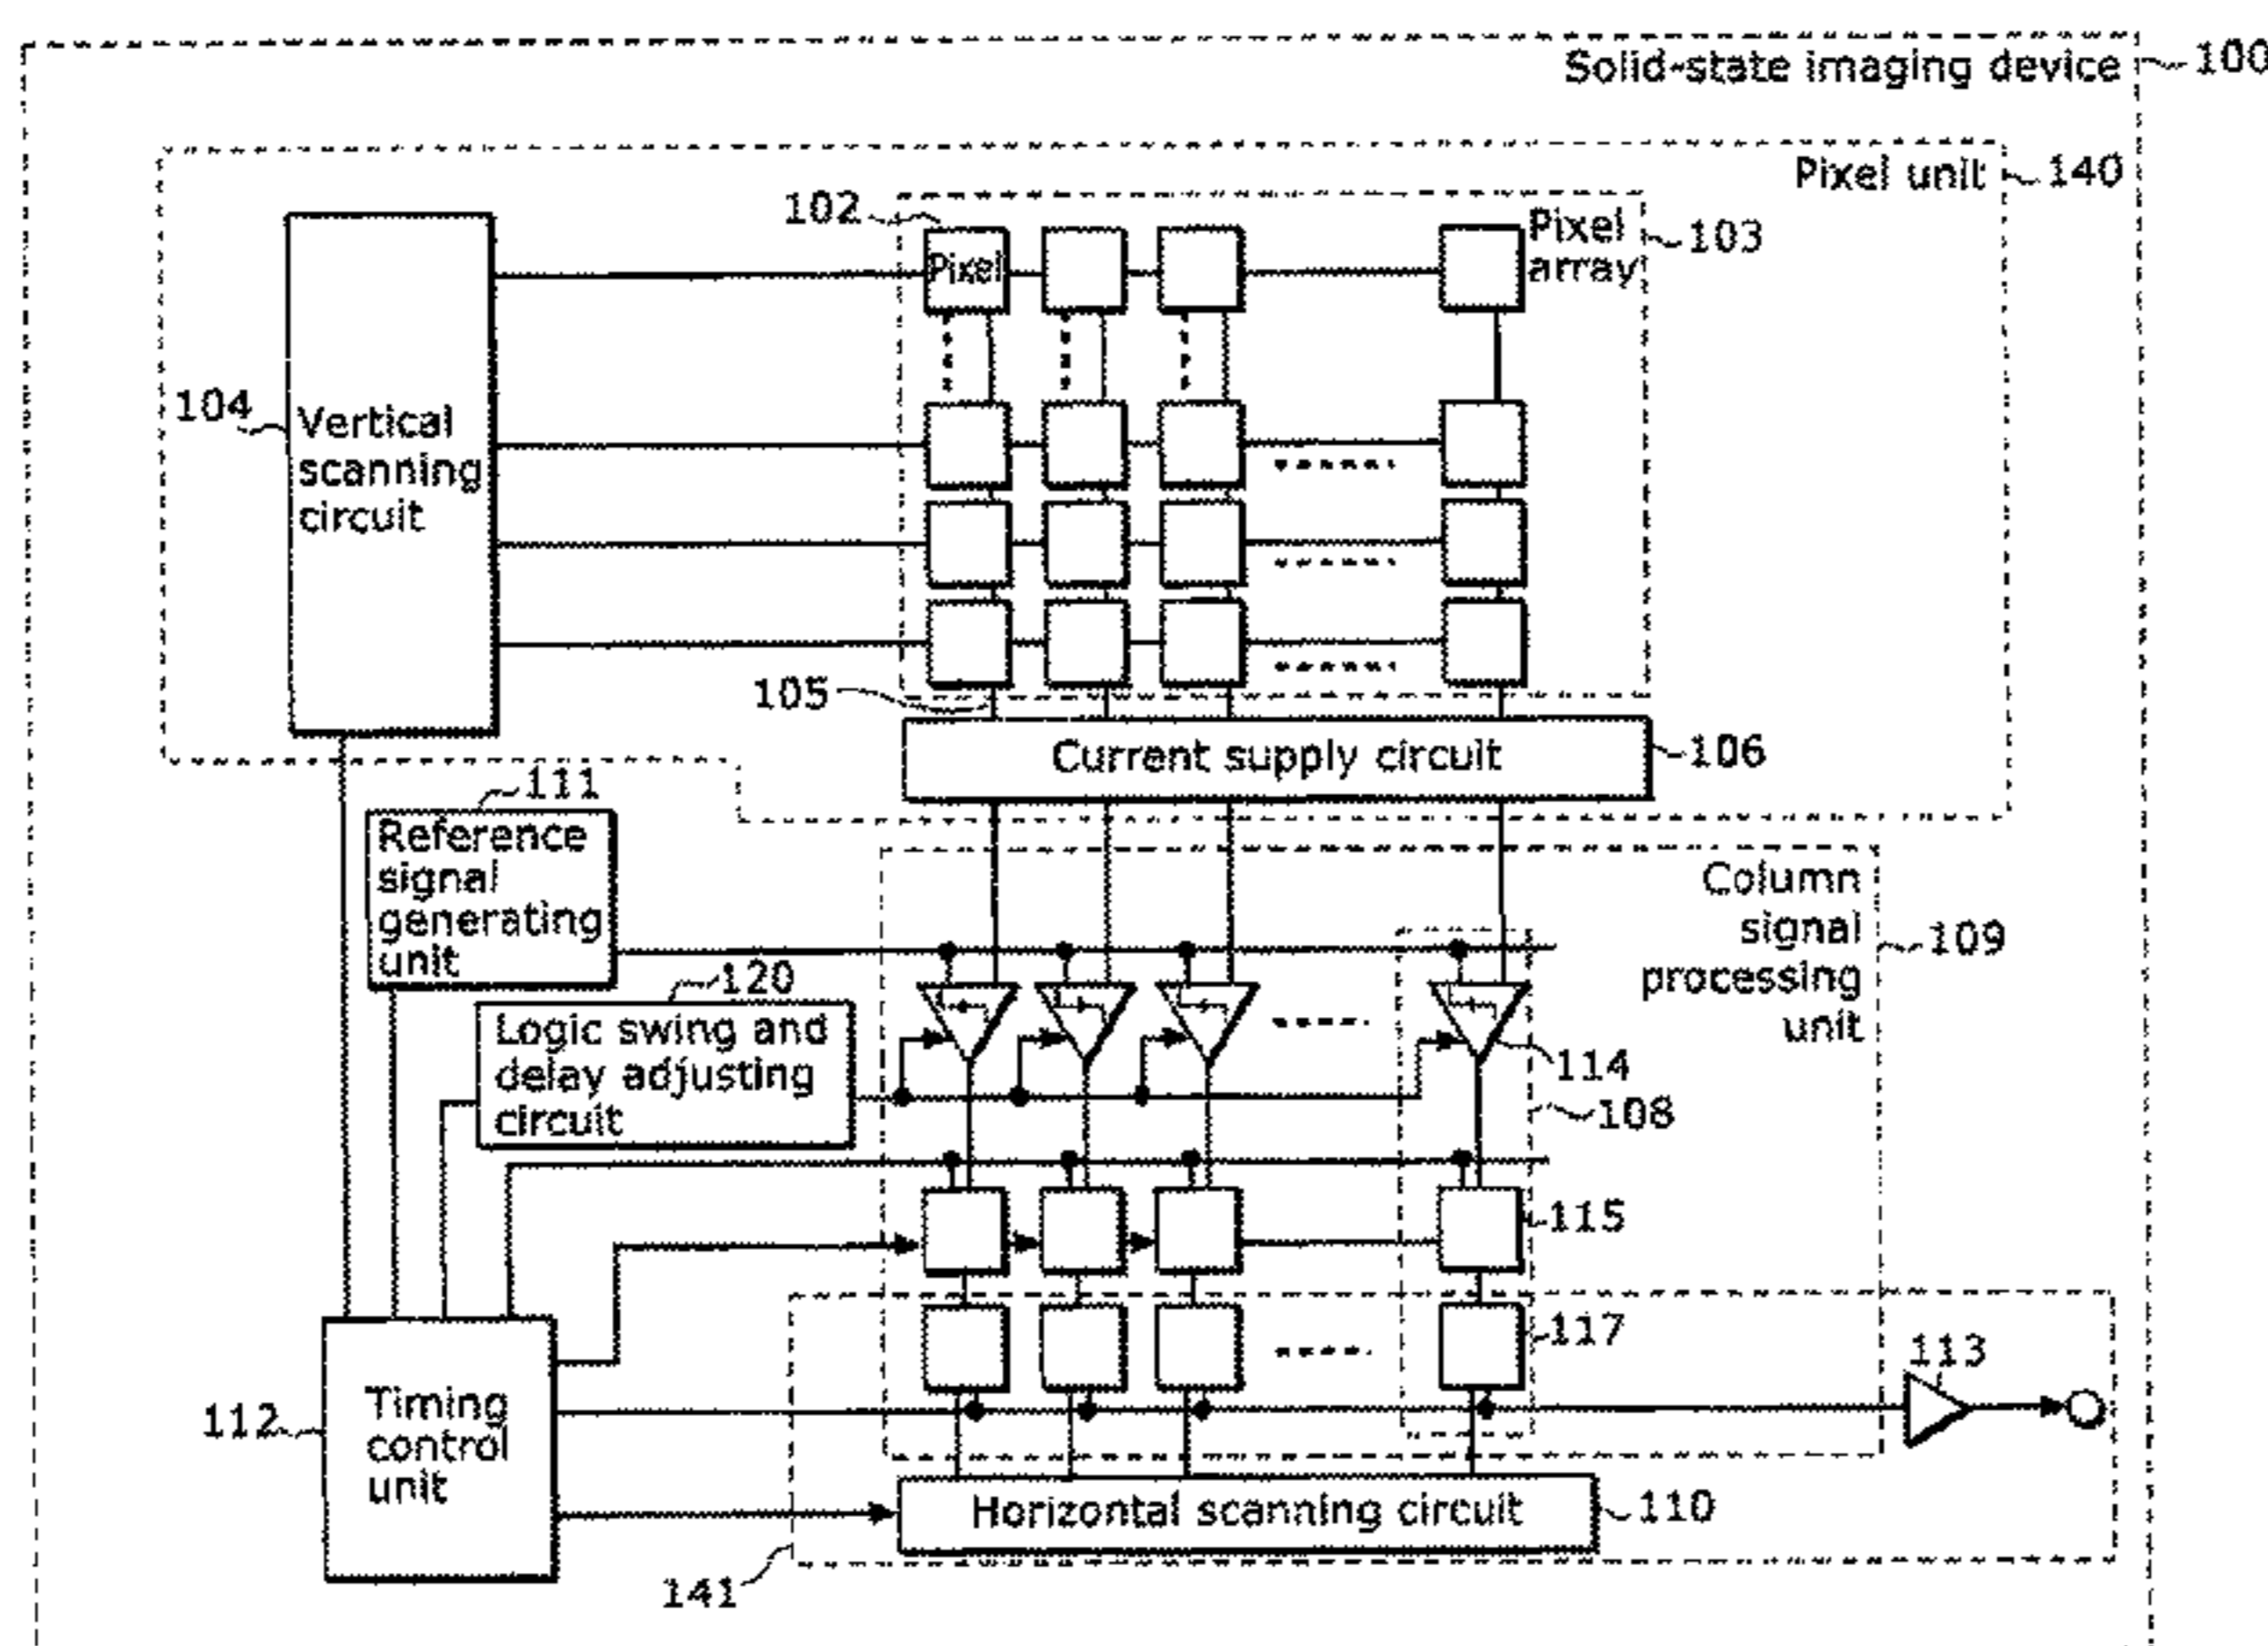 Solid-state imaging device
100
Pixel unit
140
102
Pixel
Pixel
array
103
104
Vertical
scanning
circuit
105
Current supply circuit
106
111
Reference
signal
generating
unit
Column
signal
processing
unit
109
120
Logic swing and
delay adjusting
circuit
114
108
115
117
113
112
Timing
control
unit
Horizontal scanning circuit
110
141